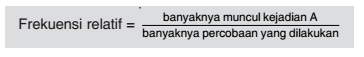 banyaknya muncul kejadian A
Frekuensi relatif =
banyaknya percobaan yang dilakukan